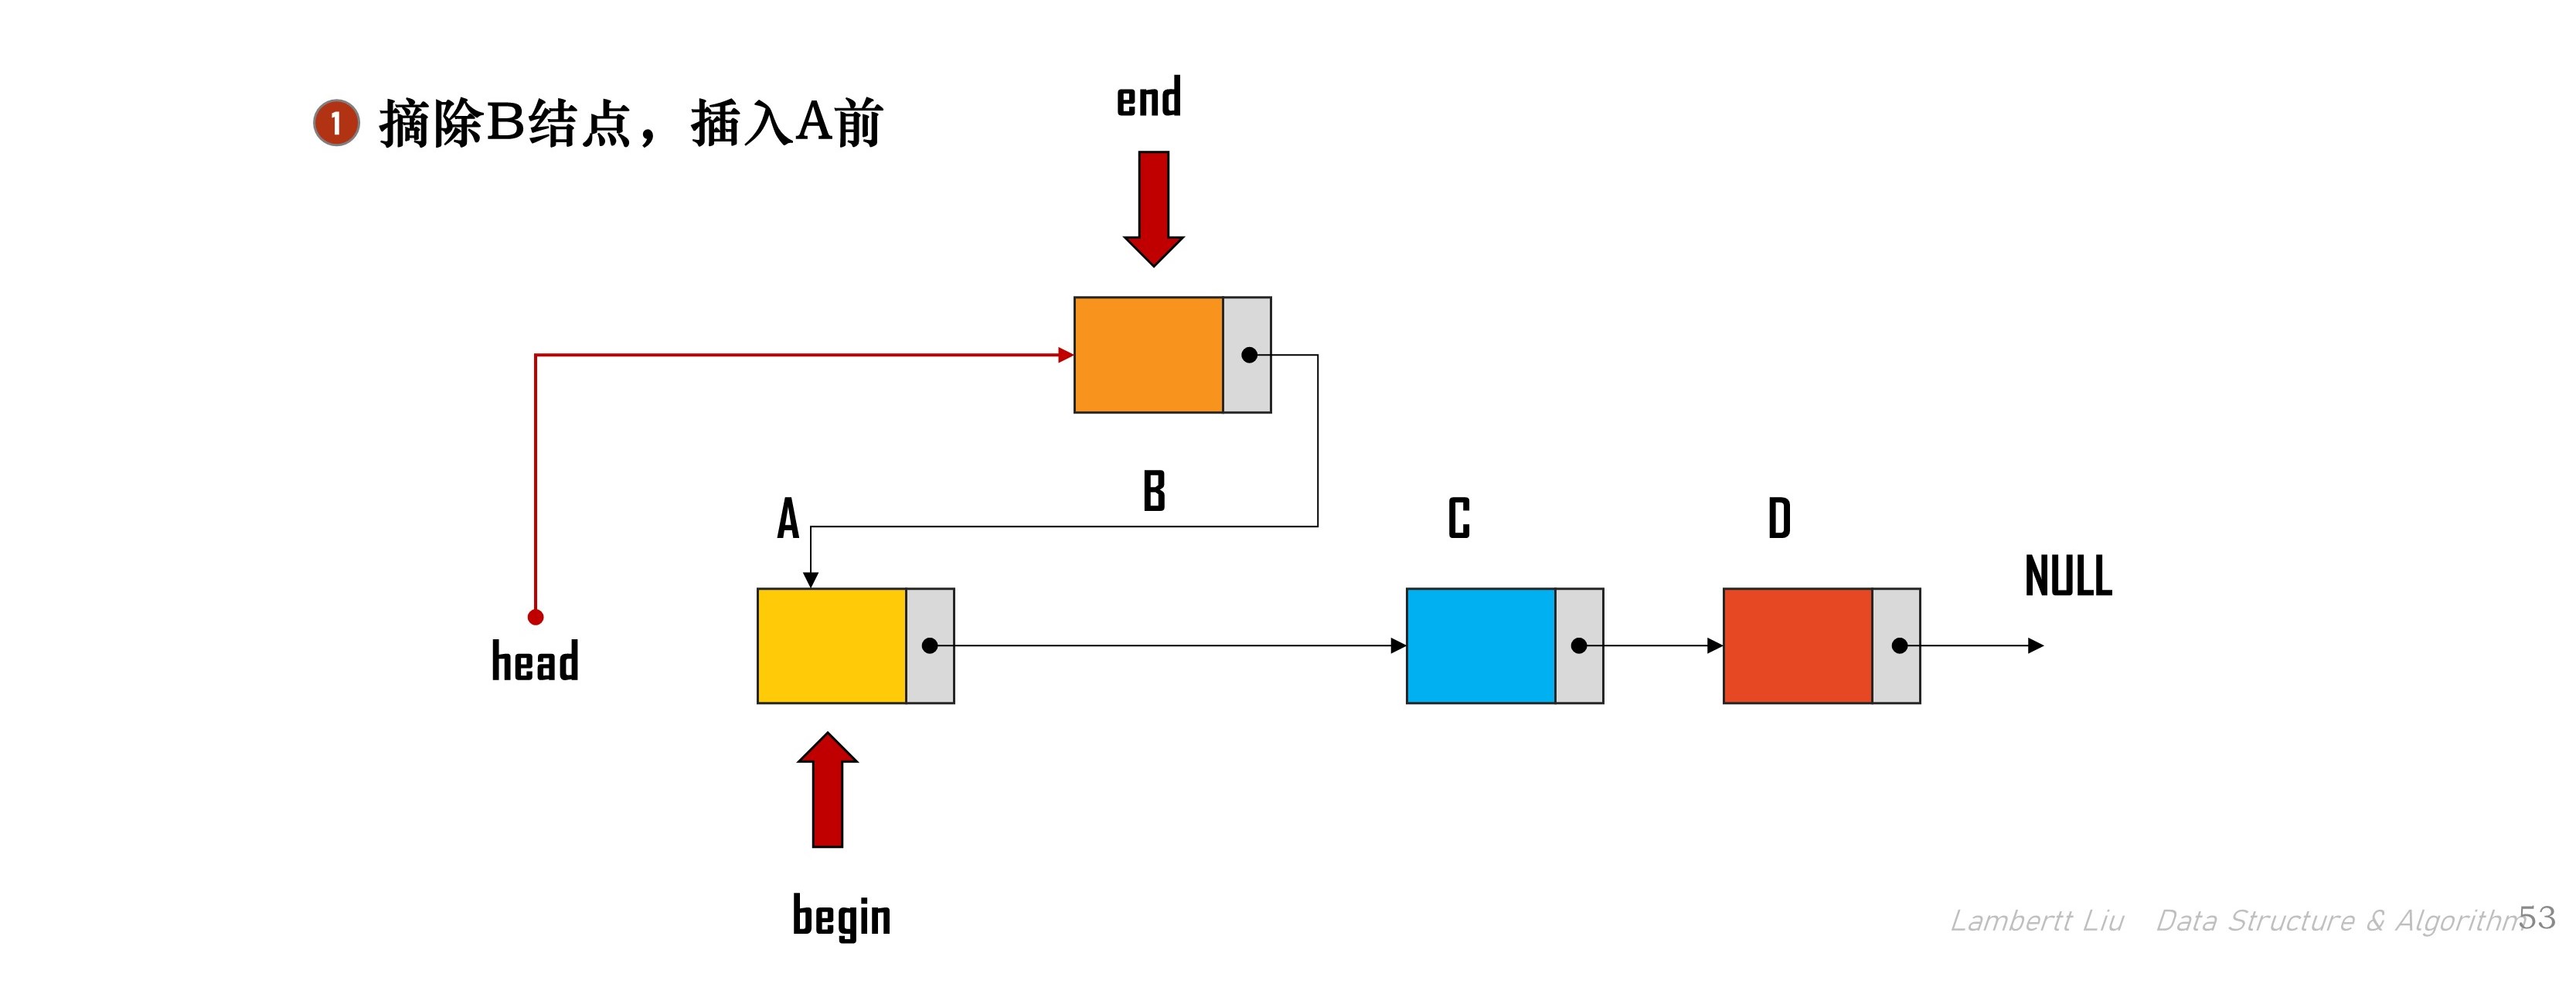 1 摘除B结点，插入A前
end
B
A
C
D
NULL
head
begin
Lambertt Liu Data Structure & Algorithm
53